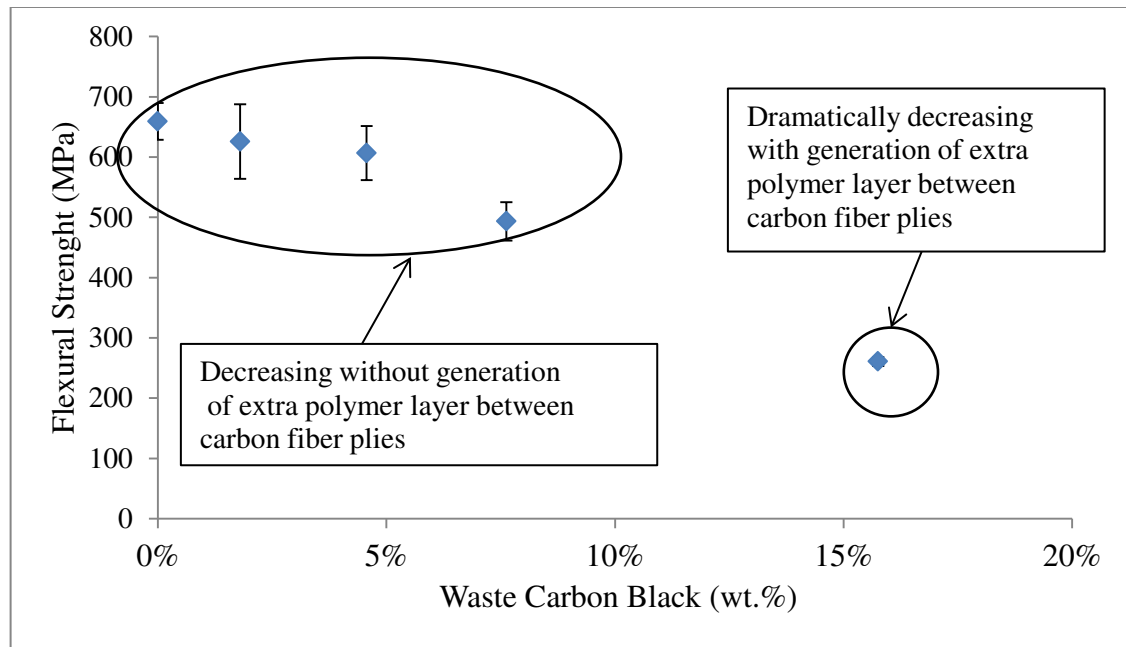 800
700
600
500
400
300
200
100
0
Flexural Strenght (MPa)
Dramatically decreasing
with generation of extra
polymer layer between
carbon fiber plies
Decreasing without generation
of extra polymer layer between
carbon fiber plies
0%
5%
10%
15%
20%
Waste Carbon Black (wt.%)